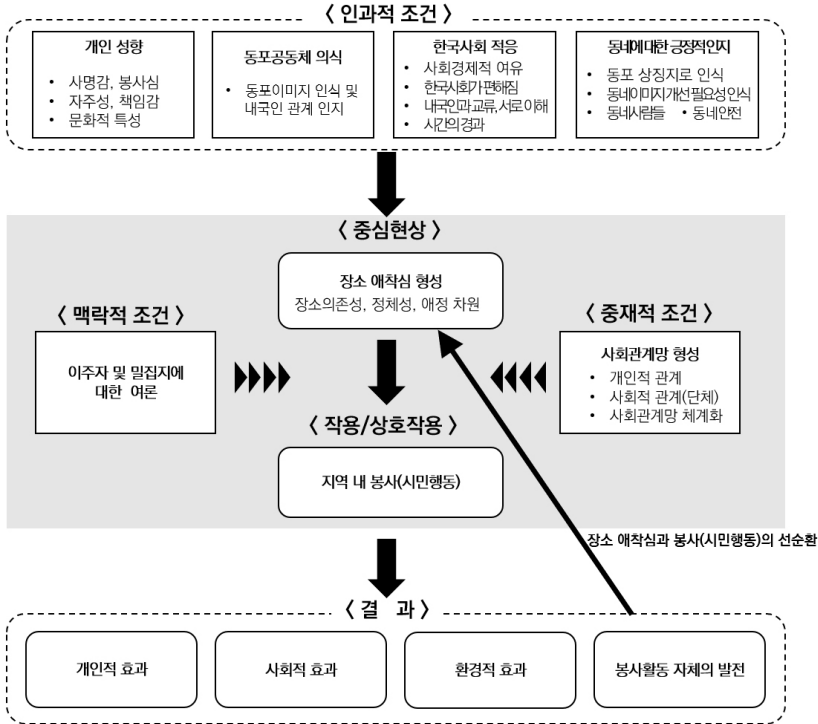 〈 인과적 조건 〉
개인 성향
• 사명감, 봉사심
• 자주성, 책임감
• 문화적 특성
동포공동체 의식
• 동포이미지 인식 및
내국인 관계 인지
한국사회 적응
• 사회경제적 여유
• 한국사회가 편해짐
• 내국인과 교류, 서로 이해
• 시간의 경과
동네에 대한 긍정적 인지
• 동포 상징지로 인식
• 동네이미지 개선 필요성 인식
• 동네사람들 • 동네 안전
〈 중심현상 〉
장소 애착심 형성
장소의존성, 정체성, 애정 차원
〈 맥락적 조건 〉
이주자 및 밀집지에
대한 여론
〈 중재적 조건 〉
사회관계망 형성
• 개인적 관계
• 사회적 관계(단체)
• 사회관계망 체계화
〈 작용/상호작용 〉
지역 내 봉사(시민행동)
장소 애착심과 봉사(시민행동)의 선순환
〈 결 과 〉
개인적 효과
사회적 효과
환경적 효과
봉사활동 자체의 발전